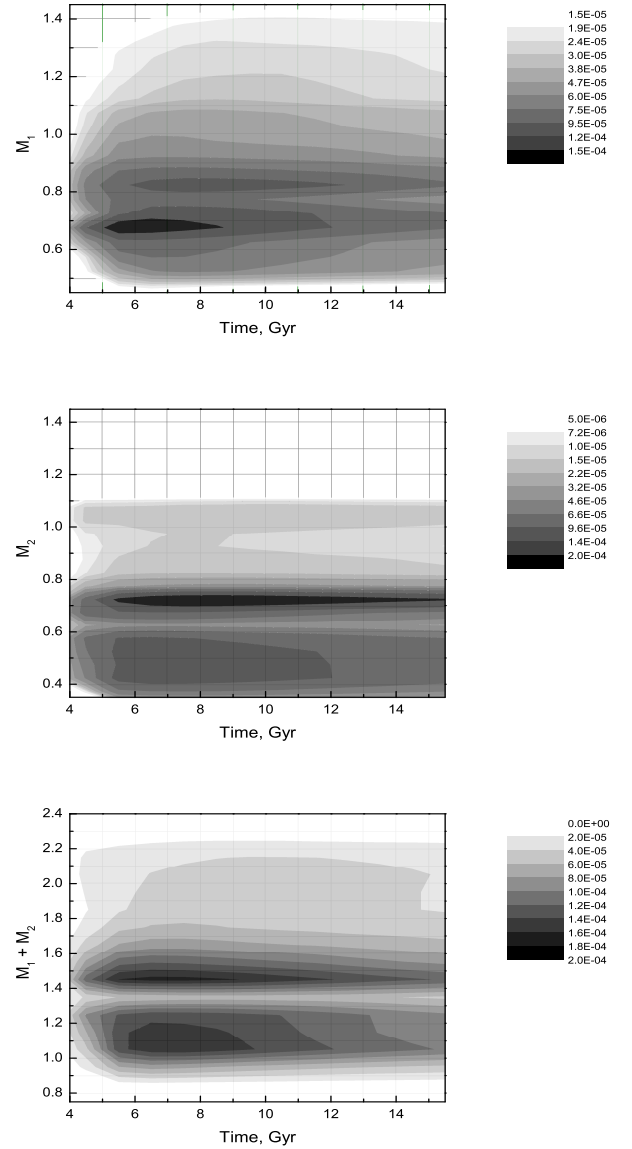 1.4
1.2
1.0
0.8
0.6
M1
4 6 8 10 12 14
Time, Gyr
1.5E-05
1.9E-05
2.4E-05
3.0E-05
3.8E-05
4.7E-05
6.0E-05
7.5E-05
9.5E-05
1.2E-04
1.5E-04
1.4
1.2
1.0
0.8
0.6
0.4
M2
4 6 8 10 12 14
Time, Gyr
5.0E-06
7.2E-06
1.0E-05
1.5E-05
2.2E-05
3.2E-05
4.6E-05
6.6E-05
9.6E-05
1.4E-04
2.0E-04
2.4
2.2
2.0
1.8
1.6
1.4
1.2
1.0
0.8
M1 + M2
4 6 8 10 12 14
Time, Gyr
0.0E+00
2.0E-05
4.0E-05
6.0E-05
8.0E-05
1.0E-04
1.2E-04
1.4E-04
1.6E-04
1.8E-04
2.0E-04